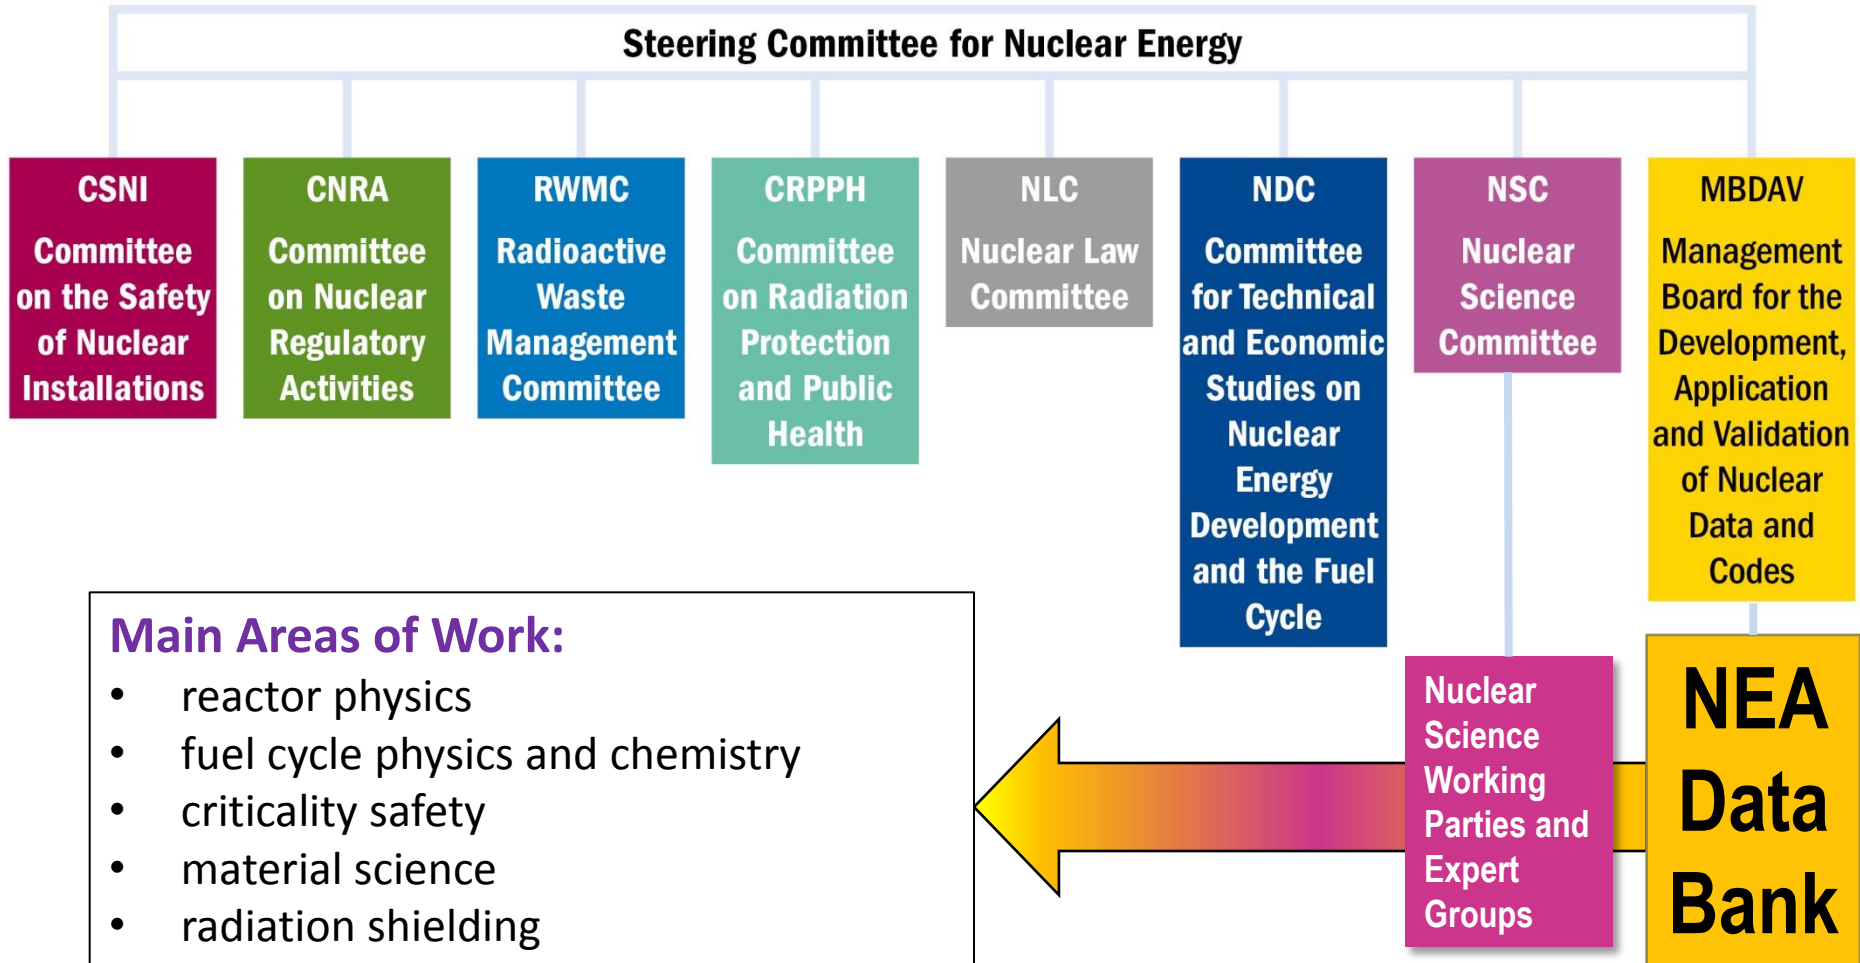 Steering Committee for Nuclear Energy
CSNI
Committee
on the Safety
of Nuclear
Installations
CNRA
Committee
on Nuclear
Regulatory
Activities
RWMC
Radioactive
Waste
Management
Committee
CRPPH
Committee
on Radiation
Protection
and Public
Health
NLC
Nuclear Law
Committee
NDC
Committee
for Technical
and Economic
Studies on
Nuclear
Energy
Development
and the Fuel
Cycle
NSC
Nuclear
Science
Committee
MBDAV
Management
Board for the
Development,
Application
and Validation
of Nuclear
Data and
Codes
Main Areas of Work:
• reactor physics
• fuel cycle physics and chemistry
• criticality safety
• material science
• radiation shielding
Nuclear
Science
Working
Parties and
Expert
Groups
NEA
Data
Bank